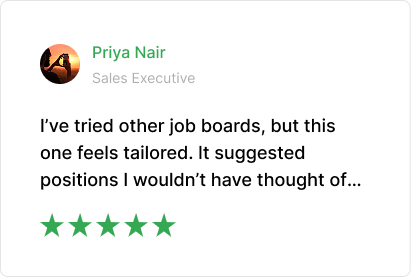 Priya Nair
Sales Executive
I’ve tried other job boards, but this
one feels tailored. It suggested
positions I wouldn’t have thought of...